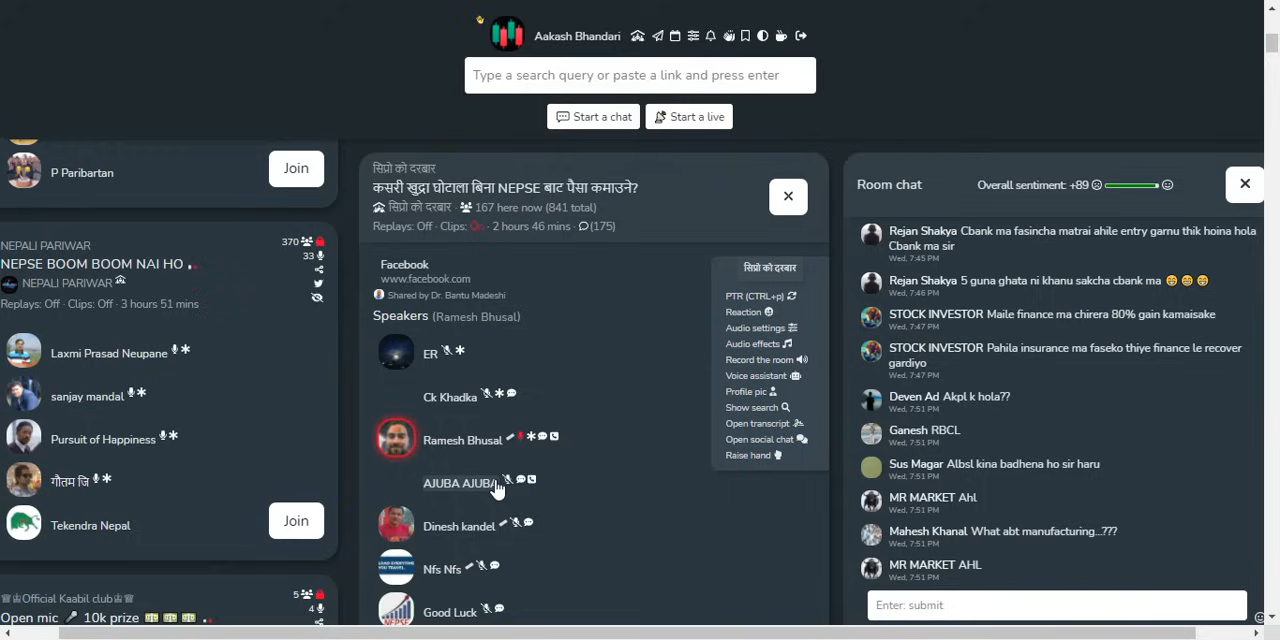 Aakash Bhandari
Type a search query or paste a link and press enter
Start a chat
Start a live
P Paribartan
Join
NEPALI PARIWAR
370
NEPSE BOOM BOOM NAI HO
33
NEPALI PARIWAR
Replays: Off · Clips: Off · 3 hours 51 mins
Laxmi Prasad Neupane
sanjay mandal
Pursuit of Happiness
गौतम जि
Tekendra Nepal
Join
♕♔Official Kaabil club♔♕
5
Open mic 🎤 10k prize 💵 💵 💵
4
सिप्रो को दरबार
कसरी खुद्रा घोटाला बिना NEPSE बाट पैसा कमाउने?
सिप्रो को दरबार · 167 here now (841 total)
Replays: Off · Clips: · 2 hours 46 mins · (175)
Facebook
www.facebook.com
Shared by Dr. Bantu Madeshi
Speakers (Ramesh Bhusal)
ER
Ck Khadka
Ramesh Bhusal
AJUBA AJUBA
Dinesh kandel
Nfs Nfs
Good Luck
सिप्रो को दरबार
PTR (CTRL+p)
Reaction
Audio settings
Audio effects
Record the room
Voice assistant
Profile pic
Show search
Open transcript
Open social chat
Raise hand
Room chat
Overall sentiment: +89
Rejan Shakya Cbank ma fasincha matrai ahile entry garnu thik hoina hola
Cbank ma sir
Wed, 7:45 PM
Rejan Shakya 5 guna ghata ni khanu sakcha cbank ma 😁 😁 😁
Wed, 7:46 PM
STOCK INVESTOR Maile finance ma chirera 80% gain kamaisake
Wed, 7:47 PM
STOCK INVESTOR Pahila insurance ma faseko thiye finance le recover
gardiyo
Wed, 7:47 PM
Deven Ad Akpl k hola??
Wed, 7:51 PM
Ganesh RBCL
Wed, 7:51 PM
Sus Magar Albsl kina badhena ho sir haru
Wed, 7:51 PM
MR MARKET Ahl
Wed, 7:51 PM
Mahesh Khanal What abt manufacturing...???
Wed, 7:51 PM
MR MARKET AHL
Wed, 7:51 PM
Enter: submit